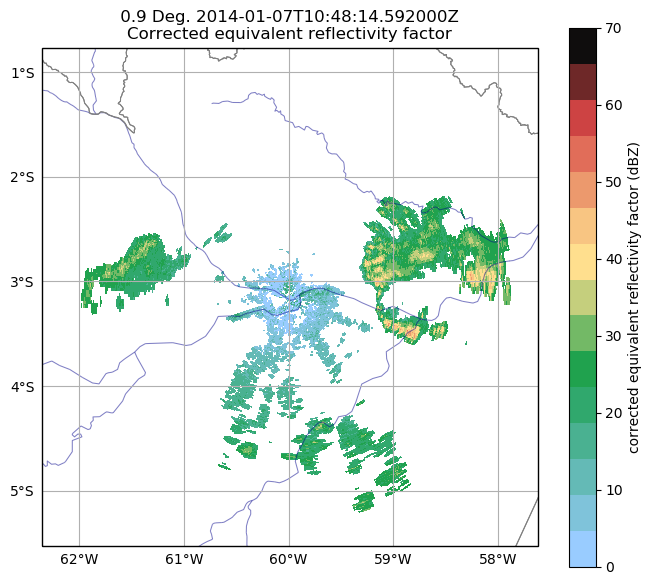 0.9 Deg. 2014-01-07T10:48:14.592000Z
Corrected equivalent reflectivity factor
1°S
2°S
3°S
4°S
5°S
62°W
61°W
60°W
59°W
58°W
70
60
50
40
30
20
10
0
corrected equivalent reflectivity factor (dBZ)